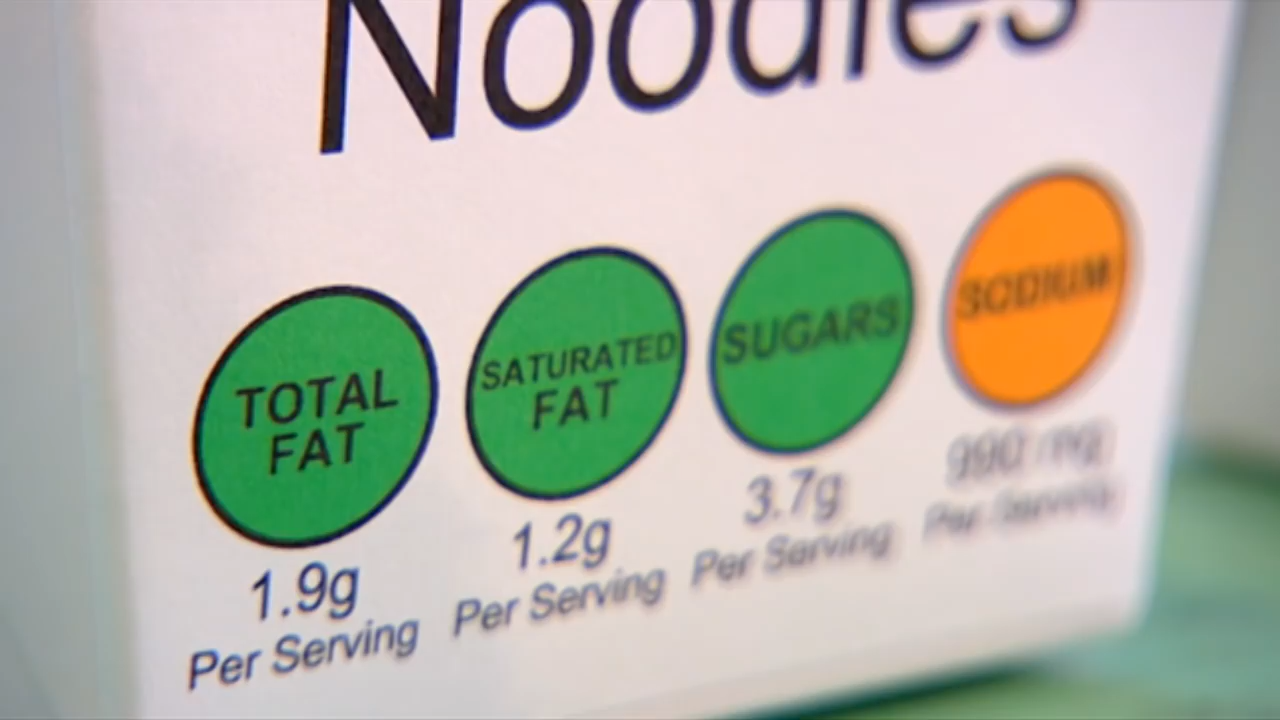 Noodles
TOTAL
FAT
1.9g
Per Serving
SATURATED
FAT
1.2g
Per Serving
SUGARS
3.7g
Per Serving
SODIUM
990 mg
Per Serving